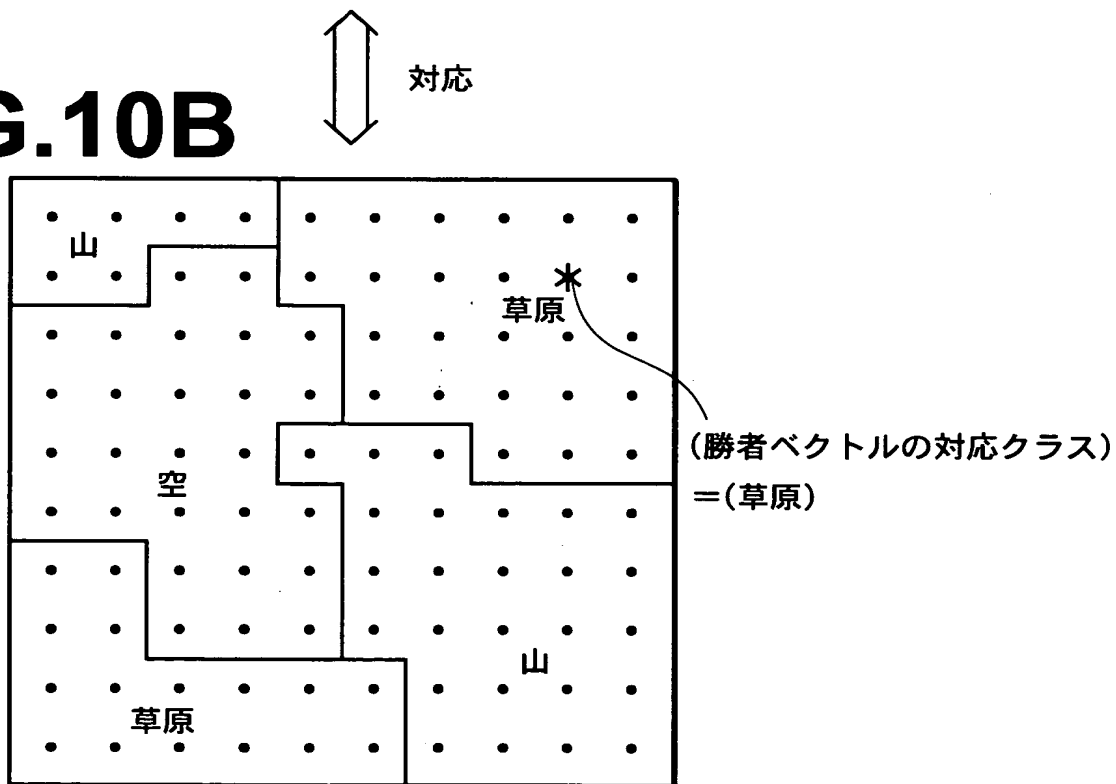 対応
G.10B
山
草原
(勝者ベクトルの対応クラス)
=(草原)
空
山
草原